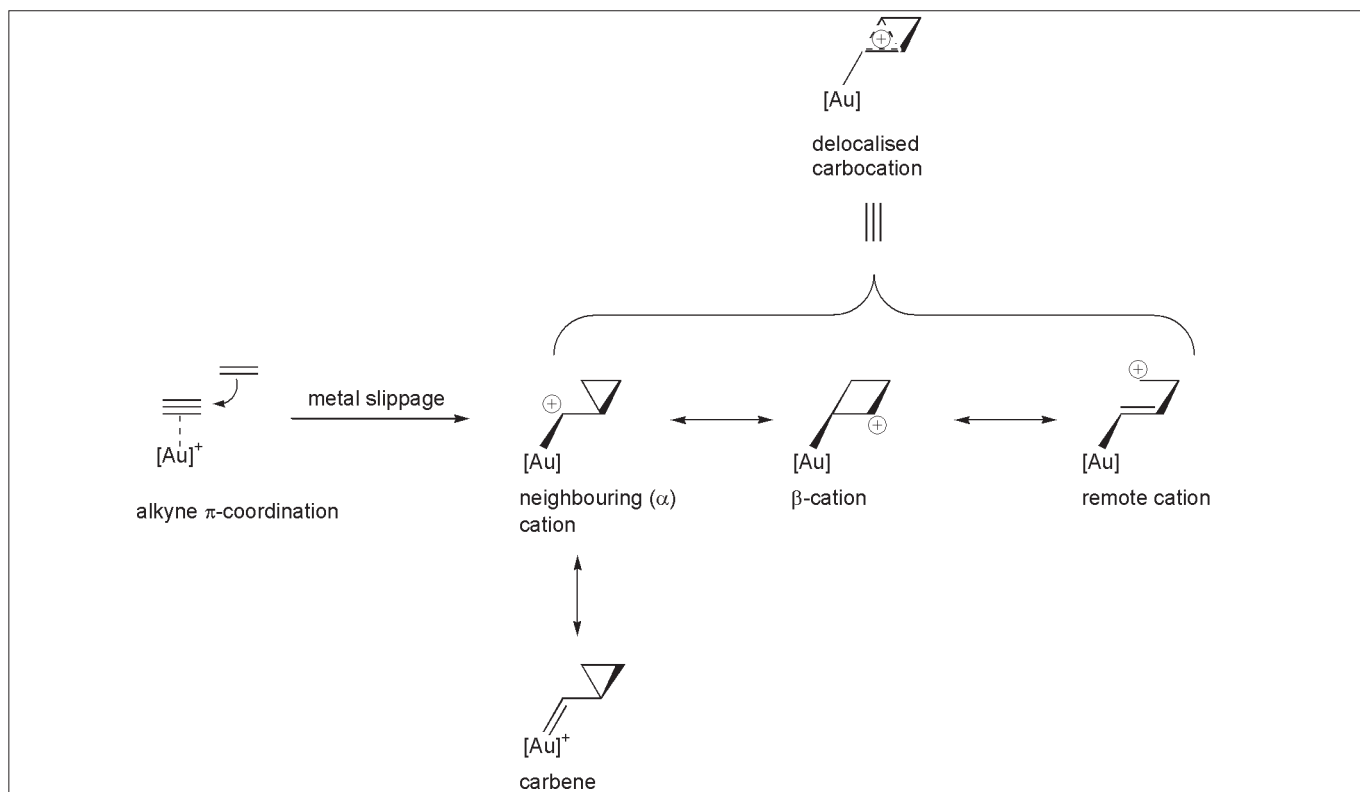 ⊕
[Au]
delocalised
carbocation
metal slippage
[Au]⁺
alkyne π-coordination
⊕
[Au]
neighbouring (α)
cation
⊕
[Au]
β-cation
⊕
[Au]
remote cation
[Au]⁺
carbene